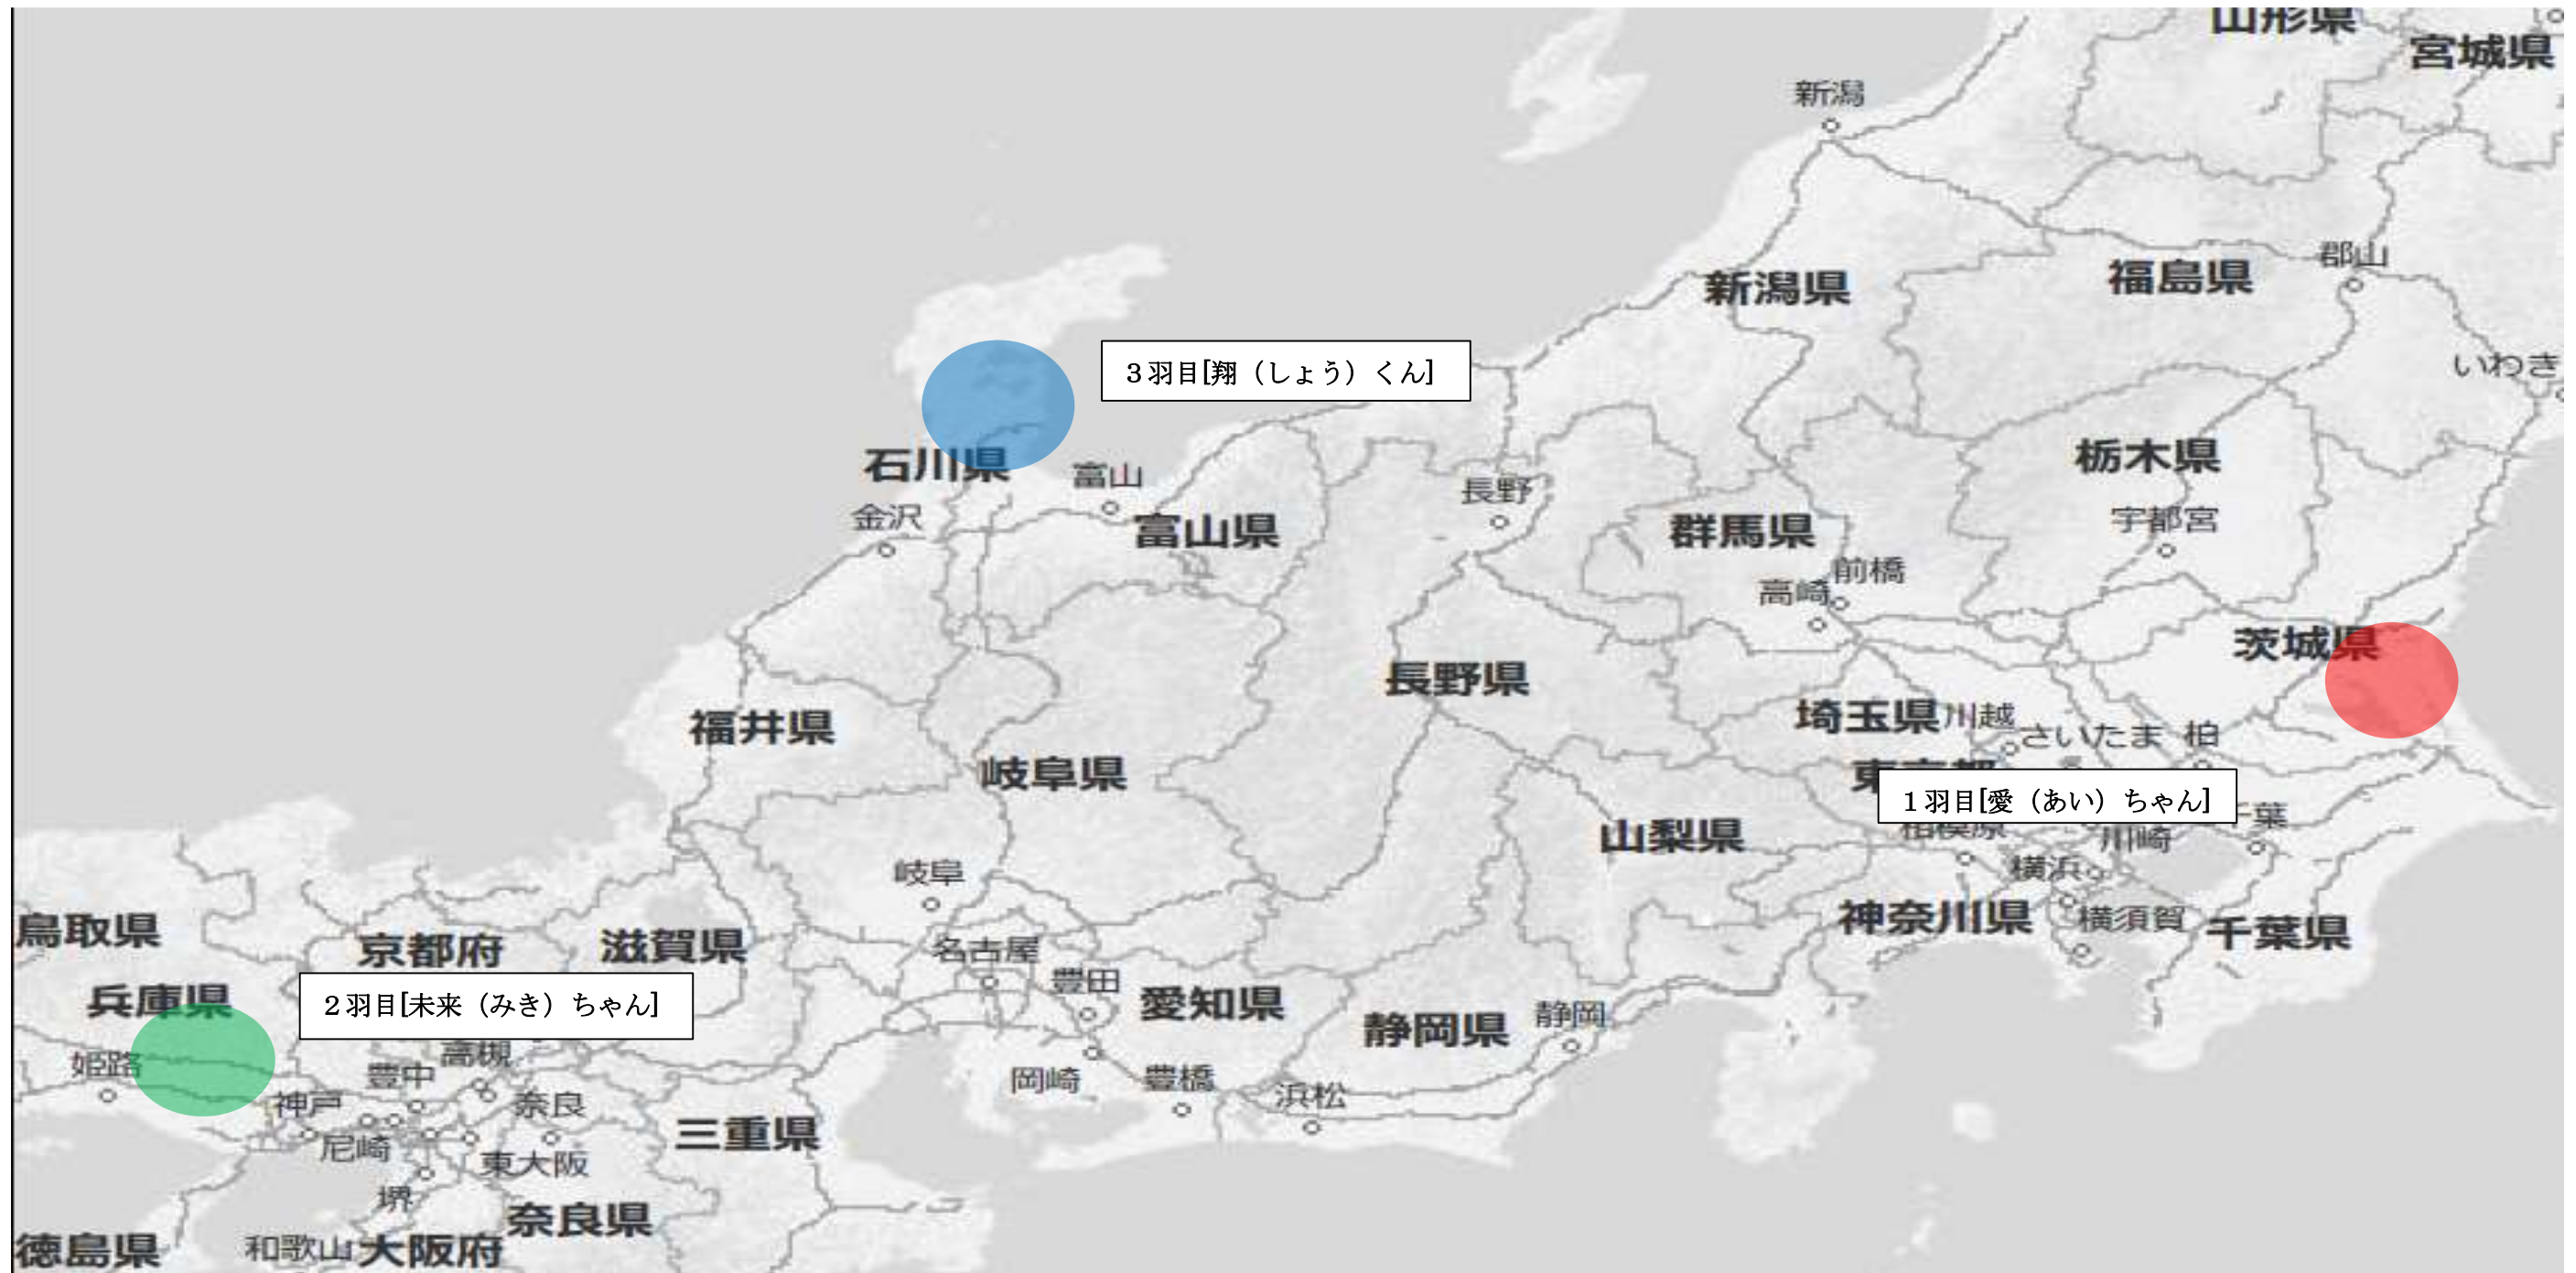 山形県
宮城県
新潟
郡山
福島県
新潟県
いわき
3羽目[翔(しょう)くん]
石川県
富山
長野
栃木県
金沢
富山県
群馬県
宇都宮
前橋
高崎
茨城県
長野県
福井県
埼玉県
川越
さいたま
柏
岐阜県
東京都
1羽目[愛(あい)ちゃん]
千葉
相模原
川崎
山梨県
岐阜
横浜
鳥取県
京都府
滋賀県
名古屋
神奈川県
横須賀
千葉県
豊田
兵庫県
2羽目[未来(みき)ちゃん]
愛知県
静岡県
静岡
姫路
高槻
豊中
岡崎
豊橋
浜松
神戸
奈良
尼崎
三重県
東大阪
堺
奈良県
徳島県
和歌山
大阪府